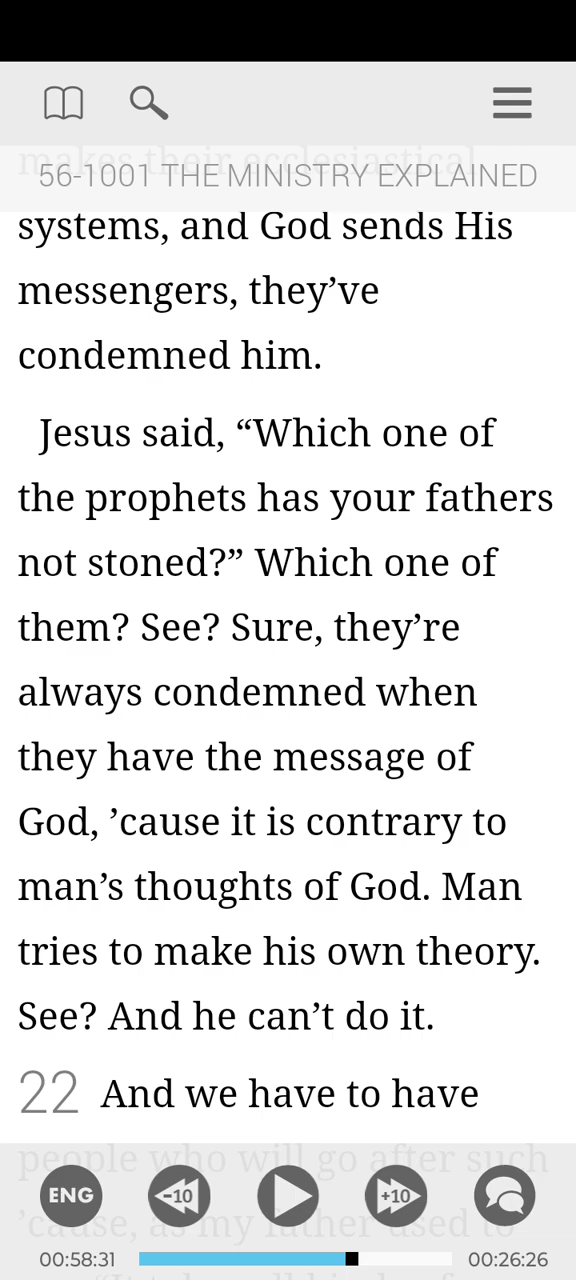 makes their ecclesiastical
56-1001 THE MINISTRY EXPLAINED
systems, and God sends His
messengers, they’ve
condemned him.
Jesus said, “Which one of
the prophets has your fathers
not stoned?” Which one of
them? See? Sure, they’re
always condemned when
they have the message of
God, ’cause it is contrary to
man’s thoughts of God. Man
tries to make his own theory.
See? And he can’t do it.
22 And we have to have
people who will go after such
ENG -10 +10
’cause, as my father used to
00:58:31 00:26:26